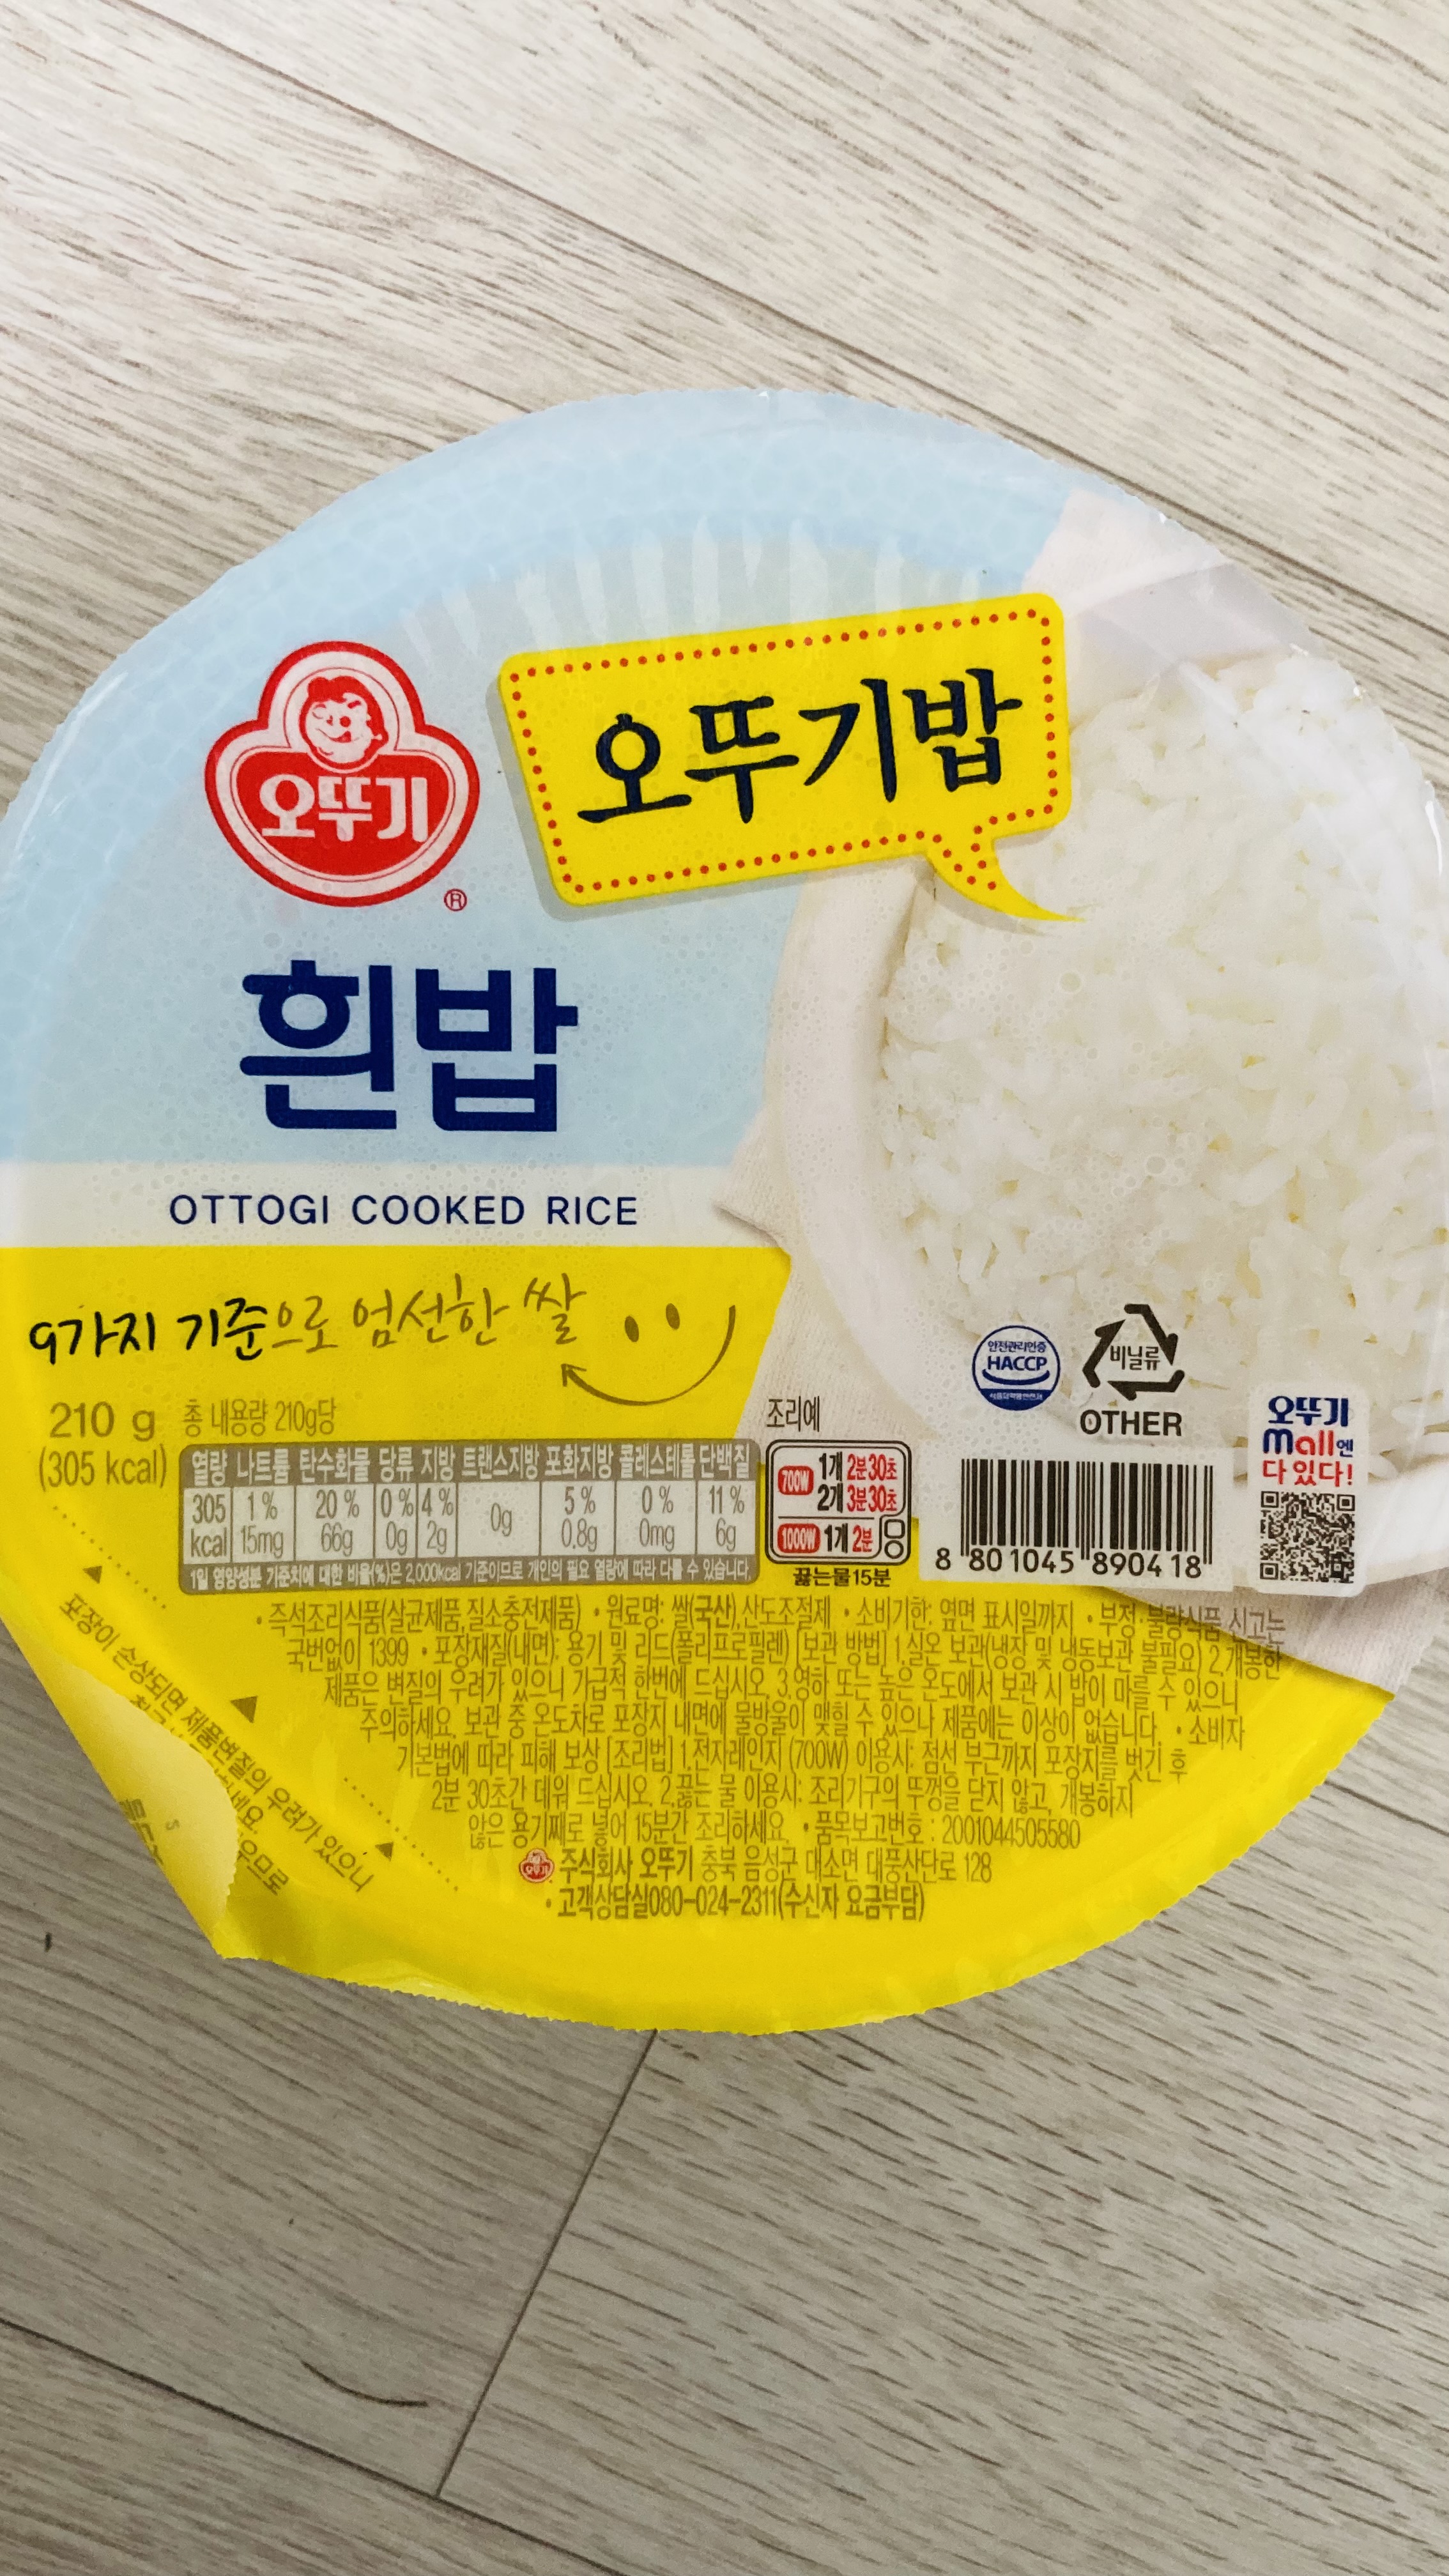 오뚜기
®
오뚜기밥
흰밥
OTTOGI COOKED RICE
9가지 기준으로 엄선한 쌀
210 g
(305 kcal)
총 내용량 210g당
열량 나트륨 탄수화물 당류 지방 트랜스지방 포화지방 콜레스테롤 단백질
305 kcal 1 % 15mg 20 % 66g 0 % 0g 4 % 2g 0g 5 % 0.8g 0 % 0mg 11 % 6g
1일 영양성분 기준치에 대한 비율(%)은 2,000kcal 기준이므로 개인의 필요 열량에 따라 다를 수 있습니다.
조리예
700W 1개 2분30초
2개 3분30초
1000W 1개 2분
끓는물15분
안전관리인증
HACCP
식품의약품안전처
비닐류
OTHER
8 801045 890418
오뚜기
mall엔
다 있다!
• 즉석조리식품(살균제품,질소충전제품) • 원료명: 쌀(국산),산도조절제 • 소비기한: 옆면 표시일까지 • 부정·불량식품 신고는
국번없이 1399 • 포장재질(내면): 용기 및 리드(폴리프로필렌) [보관 방법] 1.실온 보관(냉장 및 냉동보관 불필요) 2.개봉한
제품은 변질의 우려가 있으니 가급적 한번에 드십시오. 3.영하 또는 높은 온도에서 보관 시 밥이 마를 수 있으니
주의하세요. 보관 중 온도차로 포장지 내면에 물방울이 맺힐 수 있으나 제품에는 이상이 없습니다. • 소비자
기본법에 따라 피해 보상 [조리법] 1.전자레인지 (700W) 이용시: 점선 부근까지 포장지를 벗긴 후
2분 30초간 데워 드십시오. 2.끓는 물 이용시: 조리기구의 뚜껑을 닫지 않고, 개봉하지
않은 용기째로 넣어 15분간 조리하세요. • 품목보고번호 : 2001044505580
오뚜기 주식회사 오뚜기 충북 음성군 대소면 대풍산단로 128
• 고객상담실080-024-2311(수신자 요금부담)
포장이 손상되면 제품변질의 우려가 있으니
세요.
으므로